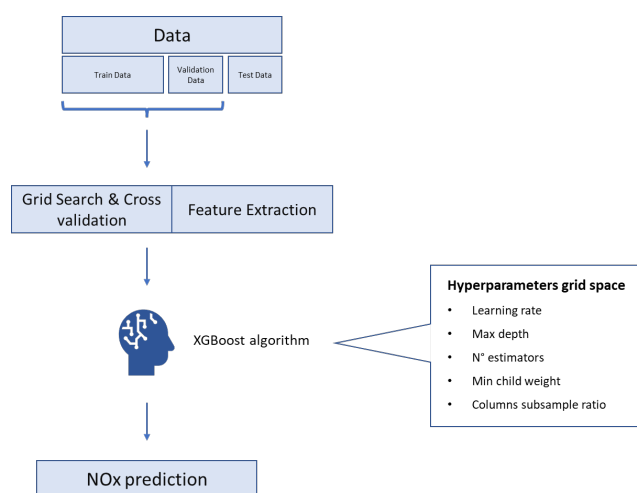 Data
Train Data
Validation
Data
Test Data
Grid Search & Cross
validation
Feature Extraction
XGBoost algorithm
Hyperparameters grid space
• Learning rate
• Max depth
• N° estimators
• Min child weight
• Columns subsample ratio
NOx prediction